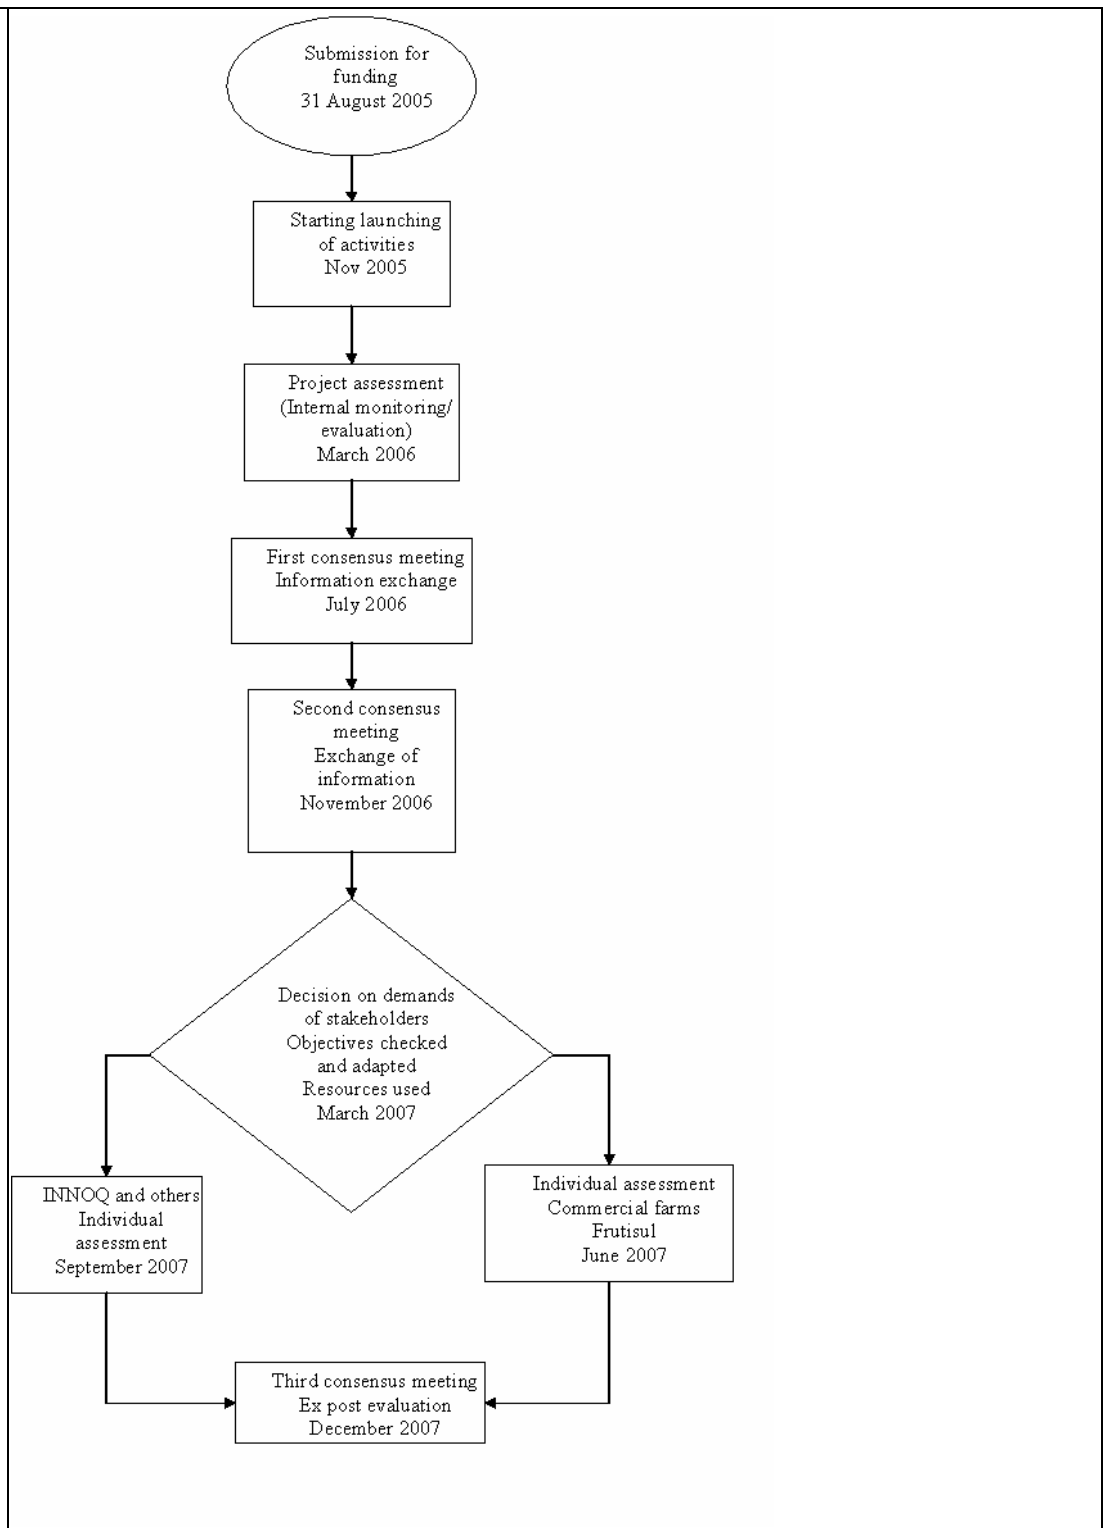 Submission for
funding
31 August 2005
Starting launching
of activities
Nov 2005
Project assessment
(Internal monitoring/
evaluation)
March 2006
First consensus meeting
Information exchange
July 2006
Second consensus
meeting
Exchange of
information
November 2006
Decision on demands
of stakeholders
Objectives checked
and adapted
Resources used
March 2007
INNOQ and others
Individual
assessment
September 2007
Individual assessment
Commercial farms
Frutisul
June 2007
Third consensus meeting
Ex post evaluation
December 2007